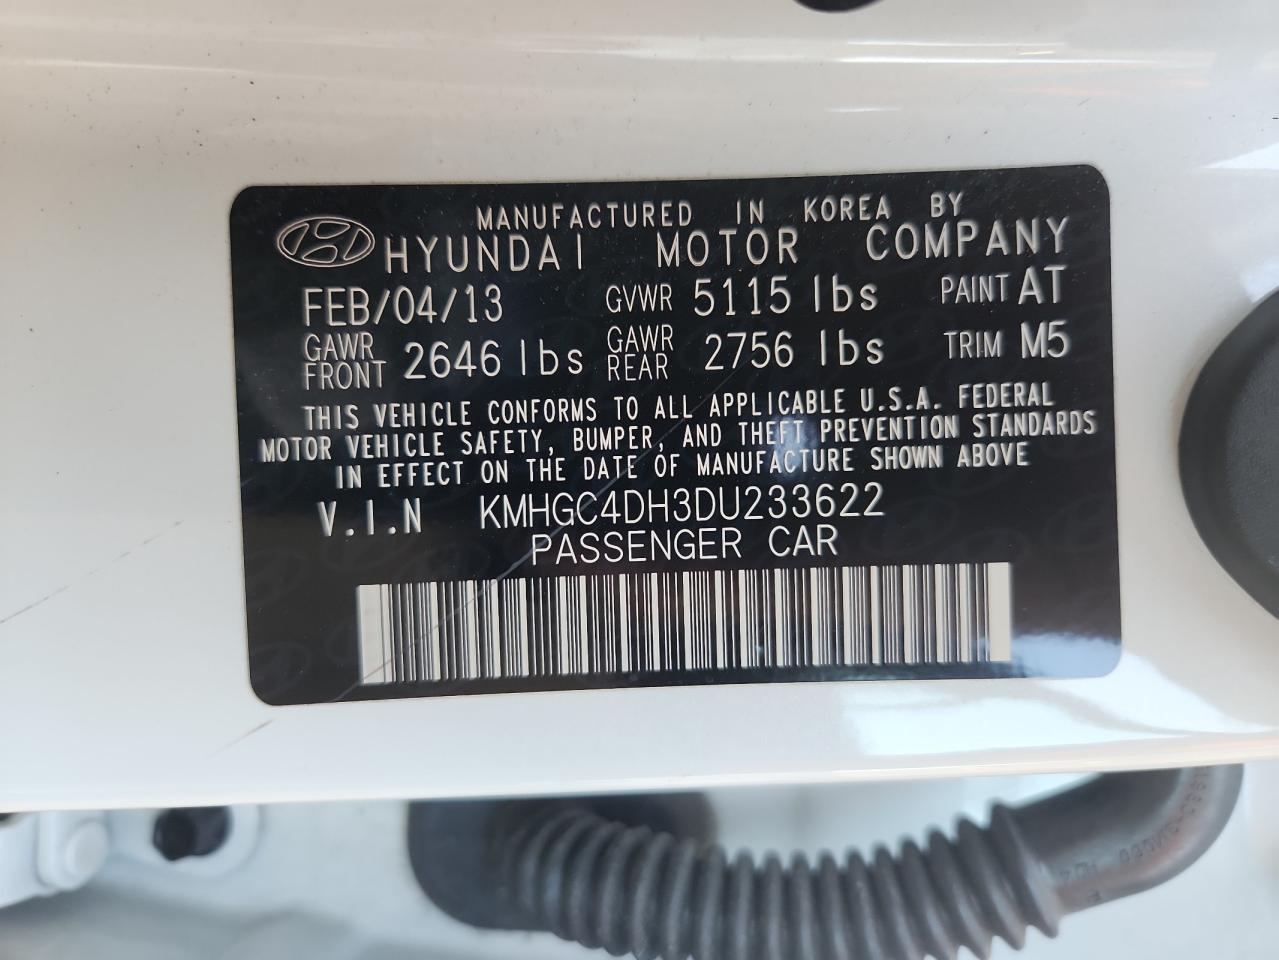 MANUFACTURED IN KOREA BY
HYUNDAI MOTOR COMPANY
FEB/04/13 GVWR 5115 lbs PAINT AT
GAWR FRONT 2646 lbs GAWR REAR 2756 lbs TRIM M5
THIS VEHICLE CONFORMS TO ALL APPLICABLE U.S.A. FEDERAL
MOTOR VEHICLE SAFETY, BUMPER, AND THEFT PREVENTION STANDARDS
IN EFFECT ON THE DATE OF MANUFACTURE SHOWN ABOVE
V.I.N KMHGC4DH3DU233622
PASSENGER CAR